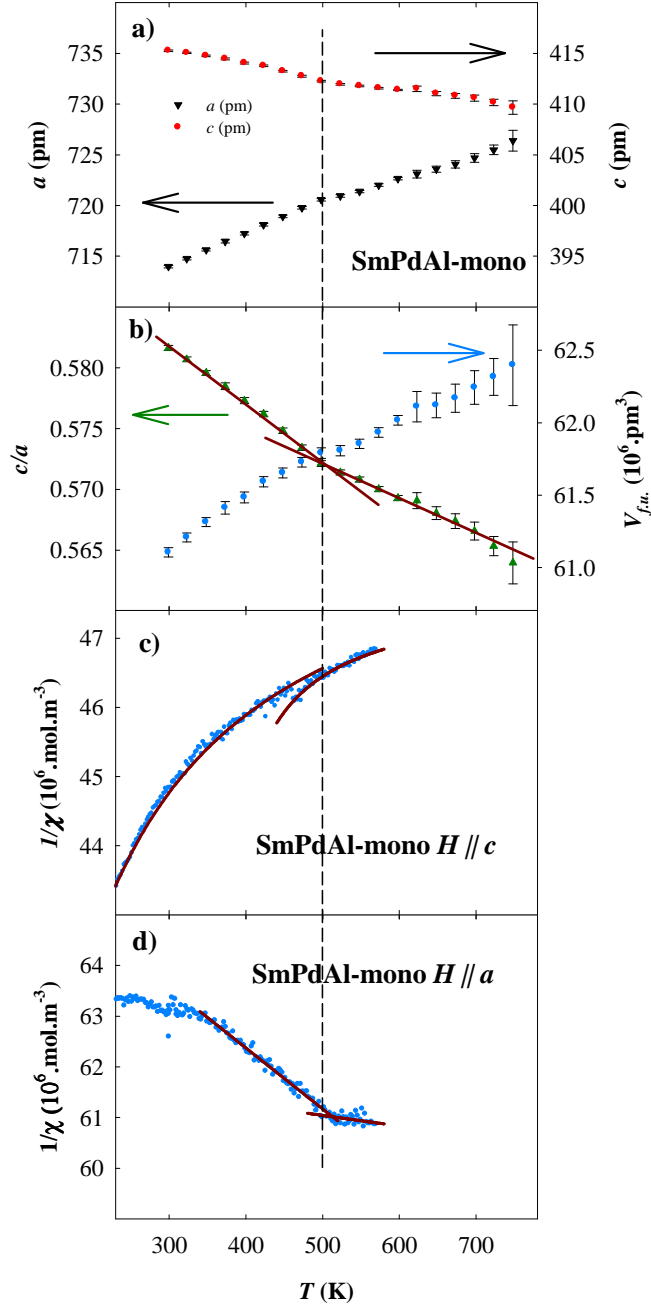 a)
735
730
725
720
715
a (pm)
a (pm)
c (pm)
415
410
405
400
395
c (pm)
SmPdAl-mono
b)
0.580
0.575
0.570
0.565
c/a
62.5
62.0
61.5
61.0
V_{f.u.} (10^6.pm^3)
c)
47
46
45
44
1/χ (10^6.mol.m^-3)
SmPdAl-mono H // c
d)
64
63
62
61
60
1/χ (10^6.mol.m^-3)
SmPdAl-mono H // a
300 400 500 600 700
T (K)